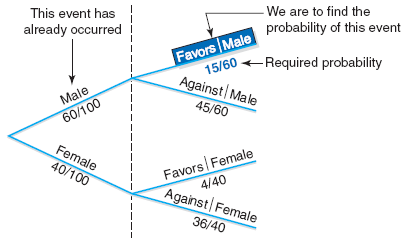 This event has
already occurred
We are to find the
probability of this event
Favors | Male
15/60
Required probability
Male
60/100
Against | Male
45/60
Female
40/100
Favors | Female
4/40
Against | Female
36/40